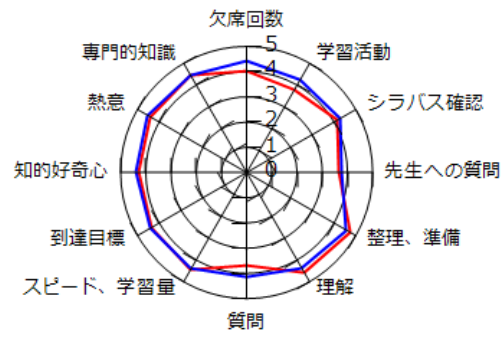 欠席回数
専門的知識
学習活動
熱意
シラバス確認
知的好奇心
先生への質問
到達目標
整理、準備
スピード、学習量
理解
質問
5
4
3
2
1
0